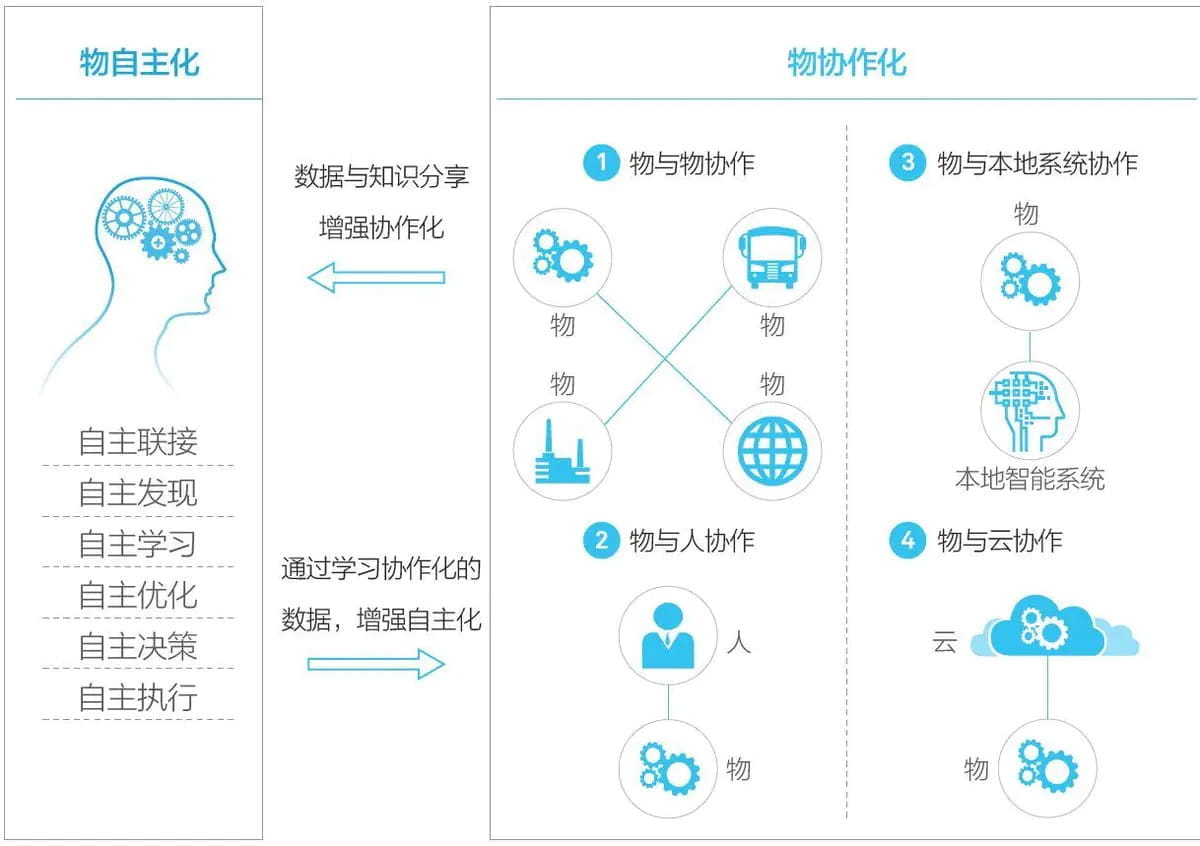 物自主化
自主联接
自主发现
自主学习
自主优化
自主决策
自主执行
数据与知识分享
增强协作化
通过学习协作化的
数据，增强自主化
物协作化
1 物与物协作
物
物
物
物
2 物与人协作
人
物
3 物与本地系统协作
物
本地智能系统
4 物与云协作
云
物